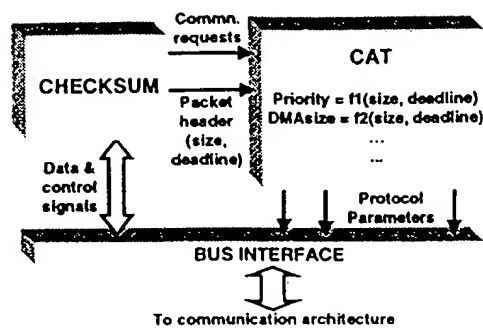 Commn.
requests
CHECKSUM
Packet
header
(size,
deadline)
CAT
Priority = f1(size, deadline)
DMAsize = f2(size, deadline)
...
...
Data &
control
signals
Protocol
Parameters
BUS INTERFACE
To communication architecture